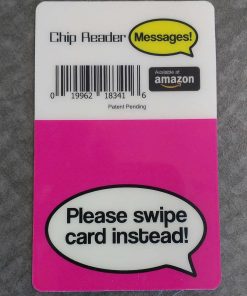 Chip Reader Messages!
Available at
amazon
0 19962 18341 6
Patent Pending
Please swipe
card instead!